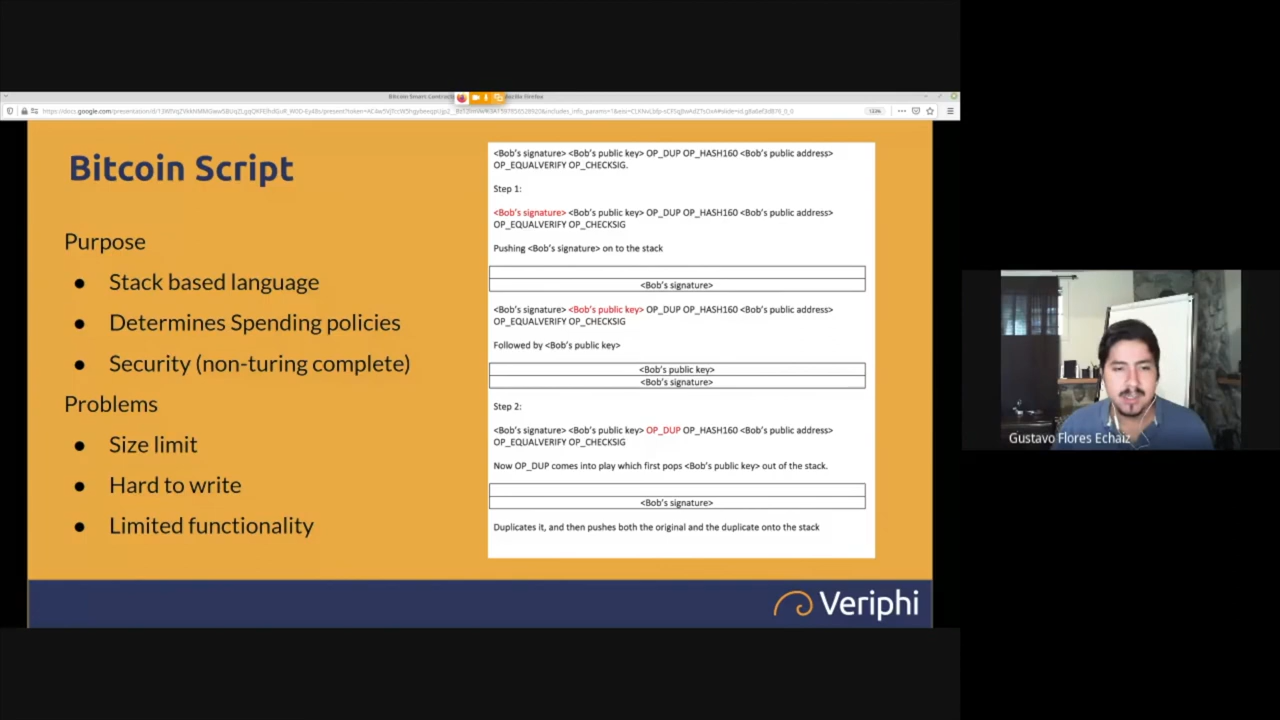 Bitcoin Script
Purpose
● Stack based language
● Determines Spending policies
● Security (non-turing complete)
Problems
● Size limit
● Hard to write
● Limited functionality
<Bob's signature> <Bob's public key> OP_DUP OP_HASH160 <Bob's public address>
OP_EQUALVERIFY OP_CHECKSIG.
Step 1:
<Bob's signature> <Bob's public key> OP_DUP OP_HASH160 <Bob's public address>
OP_EQUALVERIFY OP_CHECKSIG
Pushing <Bob's signature> on to the stack
<Bob's signature>
<Bob's signature> <Bob's public key> OP_DUP OP_HASH160 <Bob's public address>
OP_EQUALVERIFY OP_CHECKSIG
Followed by <Bob's public key>
<Bob's public key>
<Bob's signature>
Step 2:
<Bob's signature> <Bob's public key> OP_DUP OP_HASH160 <Bob's public address>
OP_EQUALVERIFY OP_CHECKSIG
Now OP_DUP comes into play which first pops <Bob's public key> out of the stack.
<Bob's signature>
Duplicates it, and then pushes both the original and the duplicate onto the stack
Veriphi
Gustavo Flores Echaiz